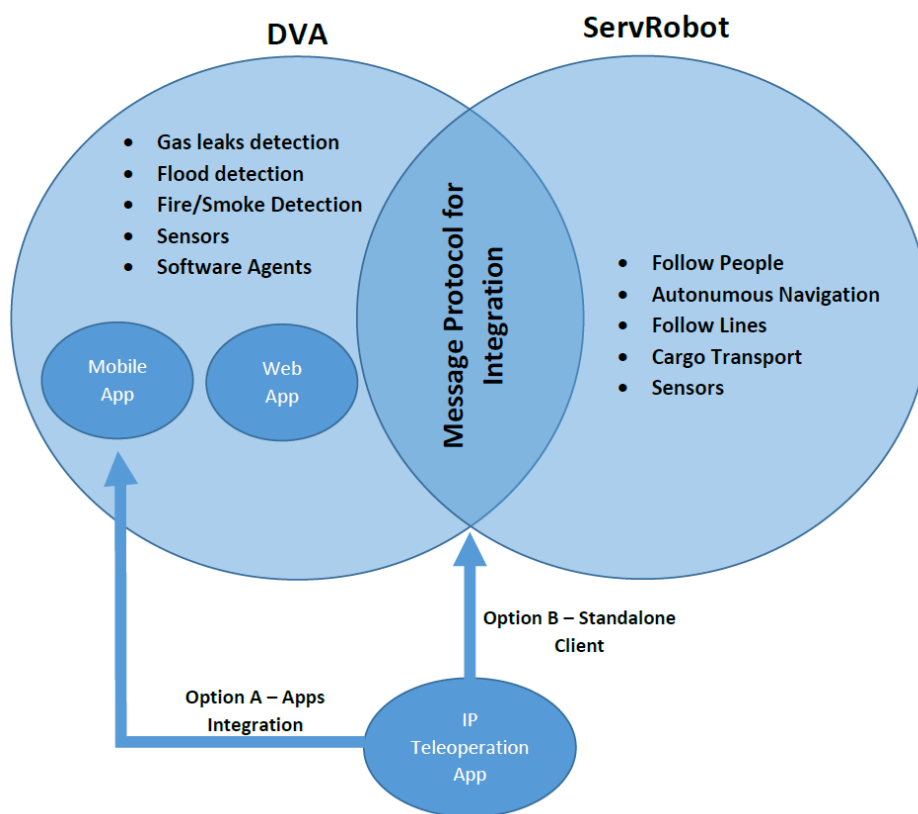 DVA
ServRobot
• Gas leaks detection
• Flood detection
• Fire/Smoke Detection
• Sensors
• Software Agents
Mobile
App
Web
App
Message Protocol for
Integration
• Follow People
• Autonumous Navigation
• Follow Lines
• Cargo Transport
• Sensors
Option B – Standalone
Client
Option A – Apps
Integration
IP
Teleoperation
App